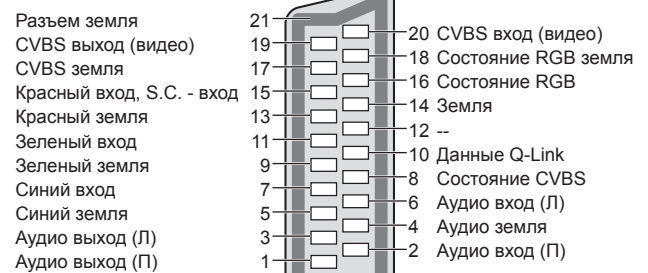 Разъем земля 21
CVBS выход (видео) 19
CVBS земля 17
Красный вход, S.C. - вход 15
Красный земля 13
Зеленый вход 11
Зеленый земля 9
Синий вход 7
Синий земля 5
Аудио выход (Л) 3
Аудио выход (П) 1
20 CVBS вход (видео)
18 Состояние RGB земля
16 Состояние RGB
14 Земля
12 --
10 Данные Q-Link
8 Состояние CVBS
6 Аудио вход (Л)
4 Аудио земля
2 Аудио вход (П)